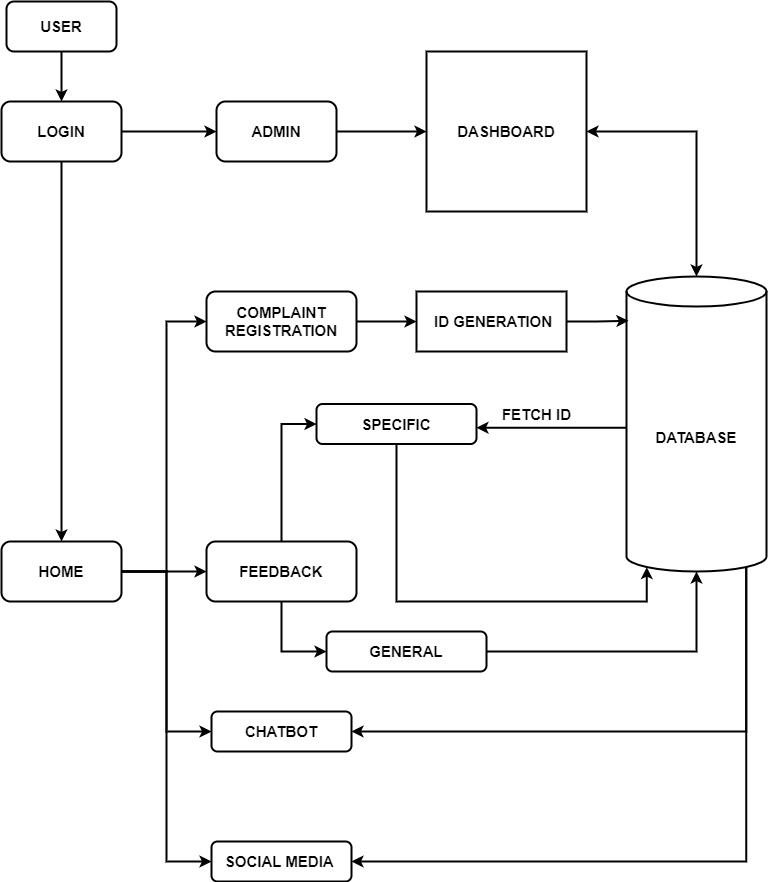 USER
LOGIN
ADMIN
DASHBOARD
COMPLAINT
REGISTRATION
ID GENERATION
SPECIFIC
FETCH ID
DATABASE
HOME
FEEDBACK
GENERAL
CHATBOT
SOCIAL MEDIA